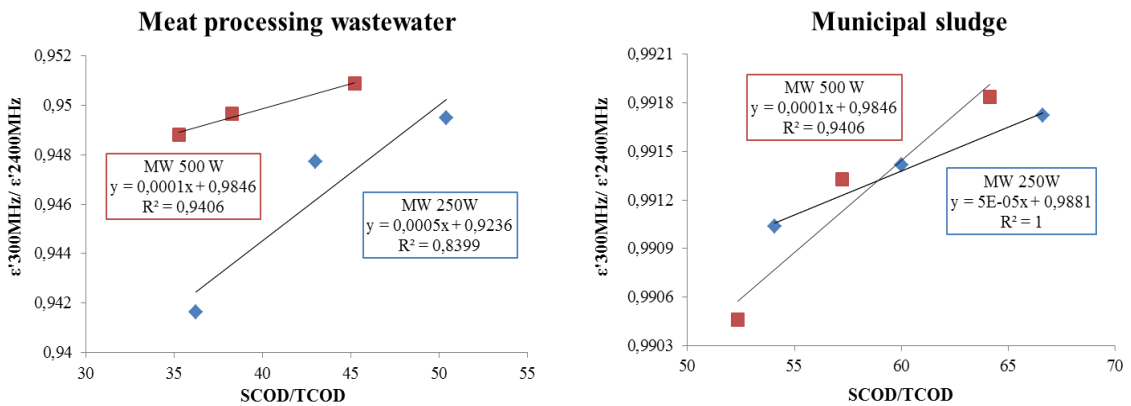 Meat processing wastewater
0,952
0,95
0,948
0,946
0,944
0,942
0,94
ε'300MHz/ ε'2400MHz
MW 500 W
y = 0,0001x + 0,9846
R² = 0,9406
MW 250W
y = 0,0005x + 0,9236
R² = 0,8399
30
35
40
45
50
55
SCOD/TCOD
Municipal sludge
0,9921
0,9918
0,9915
0,9912
0,9909
0,9906
0,9903
ε'300MHz/ ε'2400MHz
MW 500 W
y = 0,0001x + 0,9846
R² = 0,9406
MW 250W
y = 5E-05x + 0,9881
R² = 1
50
55
60
65
70
SCOD/TCOD